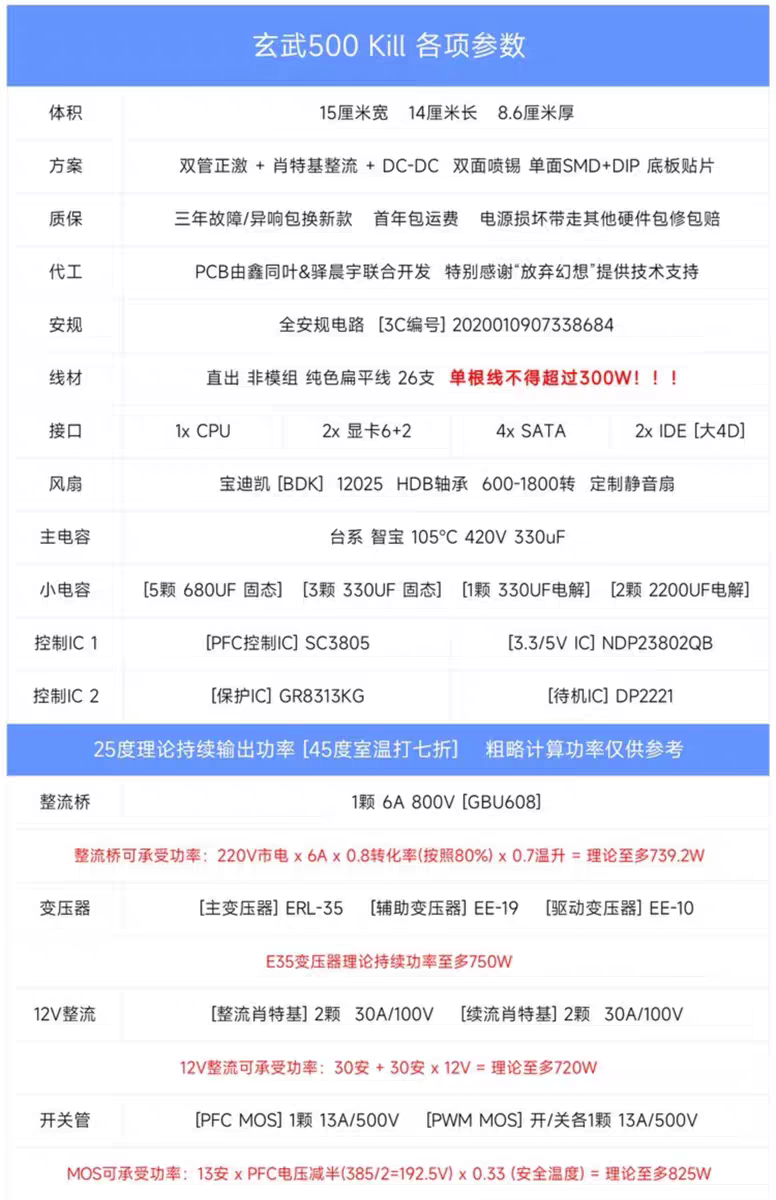 玄武500 Kill 各项参数
体积 15厘米宽 14厘米长 8.6厘米厚
方案 双管正激 + 肖特基整流 + DC-DC 双面喷锡 单面SMD+DIP 底板贴片
质保 三年故障/异响包换新款 首年包运费 电源损坏带走其他硬件包修包赔
代工 PCB由鑫同叶&驿晨宇联合开发 特别感谢“放弃幻想”提供技术支持
安规 全安规电路 [3C编号] 2020010907338684
线材 直出 非模组 纯色扁平线 26支 单根线不得超过300W！！！
接口 1x CPU 2x 显卡6+2 4x SATA 2x IDE [大4D]
风扇 宝迪凯 [BDK] 12025 HDB轴承 600-1800转 定制静音扇
主电容 台系 智宝 105°C 420V 330uF
小电容 [5颗 680UF 固态] [3颗 330UF 固态] [1颗 330UF电解] [2颗 2200UF电解]
控制IC 1 [PFC控制IC] SC3805 [3.3/5V IC] NDP23802QB
控制IC 2 [保护IC] GR8313KG [待机IC] DP2221
25度理论持续输出功率 [45度室温打七折] 粗略计算功率仅供参考
整流桥 1颗 6A 800V [GBU608]
整流桥可承受功率：220V市电 x 6A x 0.8转化率(按照80%) x 0.7温升 = 理论至多739.2W
变压器 [主变压器] ERL-35 [辅助变压器] EE-19 [驱动变压器] EE-10
E35变压器理论持续功率至多750W
12V整流 [整流肖特基] 2颗 30A/100V [续流肖特基] 2颗 30A/100V
12V整流可承受功率：30安 + 30安 x 12V = 理论至多720W
开关管 [PFC MOS] 1颗 13A/500V [PWM MOS] 开/关各1颗 13A/500V
MOS可承受功率：13安 x PFC电压减半(385/2=192.5V) x 0.33 (安全温度) = 理论至多825W